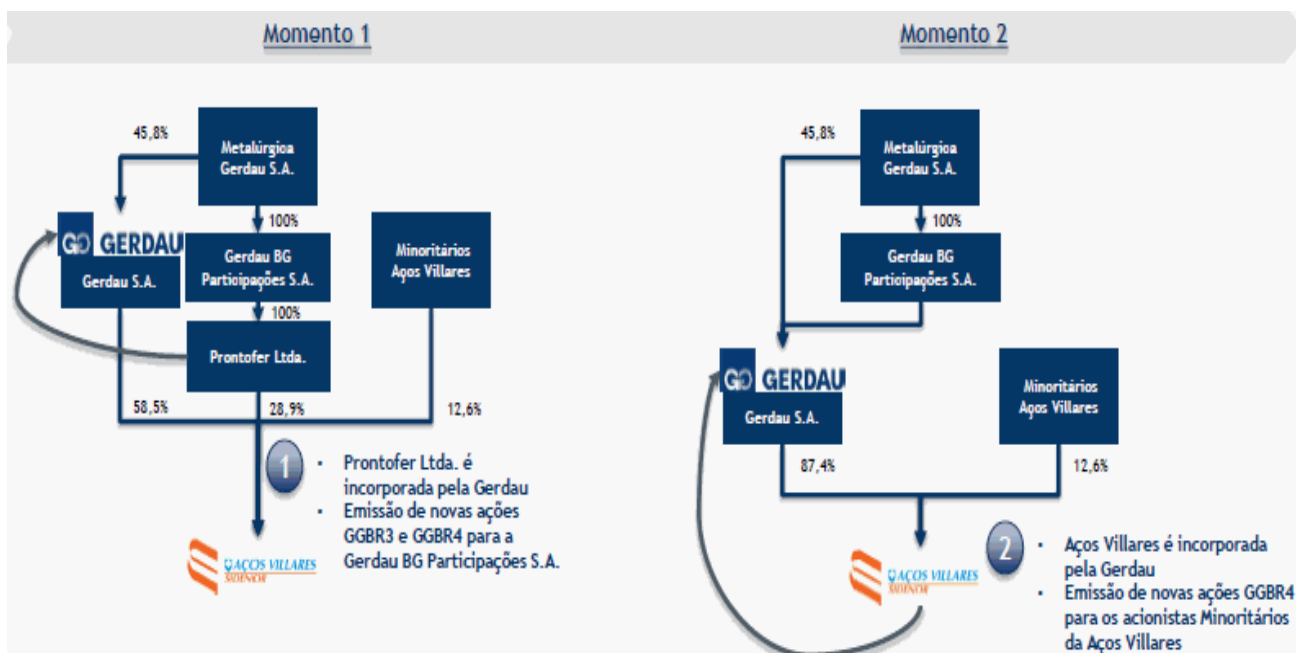 Momento 1
45,8%
Metalúrgioa
Gerdau S.A.
100%
GERDAU
Gerdau S.A.
Gerdau BG
Partioipações S.A.
Minoritários
Aços Villares
100%
Prontofer Ltda.
58,5%
28,9%
12,6%
1
• Prontofer Ltda. é
incorporada pela Gerdau
• Emissão de novas ações
GGBR3 e GGBR4 para a
Gerdau BG Participações S.A.
AÇOS VILLARES
SIDENOR
Momento 2
45,8%
Metalúrgioa
Gerdau S.A.
100%
Gerdau BG
Partioipações S.A.
GERDAU
Gerdau S.A.
Minoritários
Aços Villares
87,4%
12,6%
2
• Aços Villares é incorporada
pela Gerdau
• Emissão de novas ações GGBR4
para os acionistas Minoritários
da Aços Villares
AÇOS VILLARES
SIDENOR